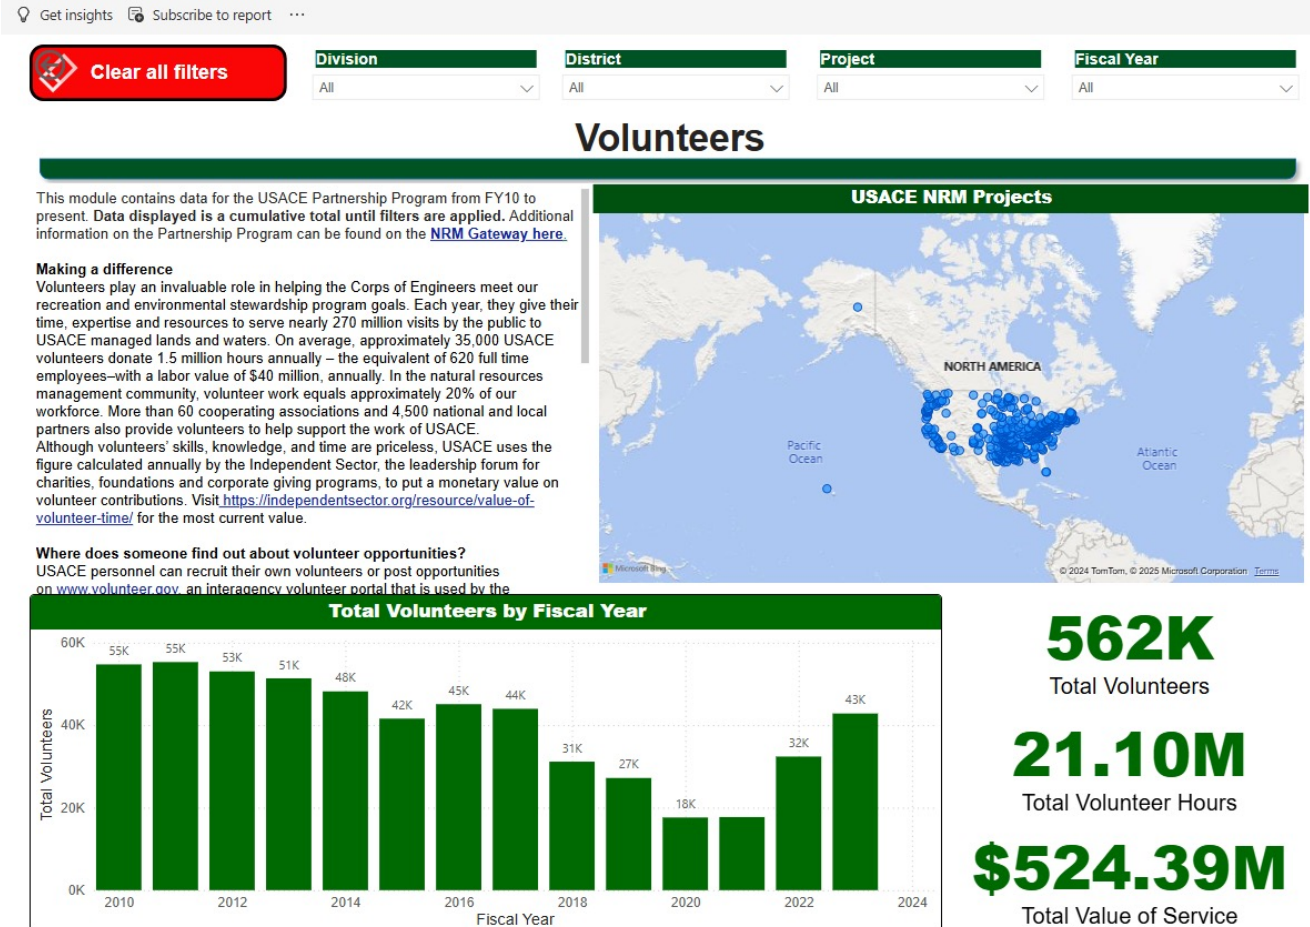 Get insights
Subscribe to report
...
Clear all filters
Division
All
District
All
Project
All
Fiscal Year
All
Volunteers
This module contains data for the USACE Partnership Program from FY10 to
present. Data displayed is a cumulative total until filters are applied. Additional
information on the Partnership Program can be found on the NRM Gateway here.
Making a difference
Volunteers play an invaluable role in helping the Corps of Engineers meet our
recreation and environmental stewardship program goals. Each year, they give their
time, expertise and resources to serve nearly 270 million visits by the public to
USACE managed lands and waters. On average, approximately 35,000 USACE
volunteers donate 1.5 million hours annually – the equivalent of 620 full time
employees–with a labor value of $40 million, annually. In the natural resources
management community, volunteer work equals approximately 20% of our
workforce. More than 60 cooperating associations and 4,500 national and local
partners also provide volunteers to help support the work of USACE.
Although volunteers' skills, knowledge, and time are priceless, USACE uses the
figure calculated annually by the Independent Sector, the leadership forum for
charities, foundations and corporate giving programs, to put a monetary value on
volunteer contributions. Visit https://independentsector.org/resource/value-of-
volunteer-time/ for the most current value.
Where does someone find out about volunteer opportunities?
USACE personnel can recruit their own volunteers or post opportunities
on www.volunteer.gov, an interagency volunteer portal that is used by the
USACE NRM Projects
NORTH AMERICA
Pacific
Ocean
Atlantic
Ocean
Microsoft Bing
© 2024 TomTom, © 2025 Microsoft Corporation Terms
Total Volunteers by Fiscal Year
Total Volunteers
60K
40K
20K
0K
55K
55K
53K
51K
48K
42K
45K
44K
31K
27K
18K
32K
43K
2010
2012
2014
2016
2018
2020
2022
2024
Fiscal Year
562K
Total Volunteers
21.10M
Total Volunteer Hours
$524.39M
Total Value of Service